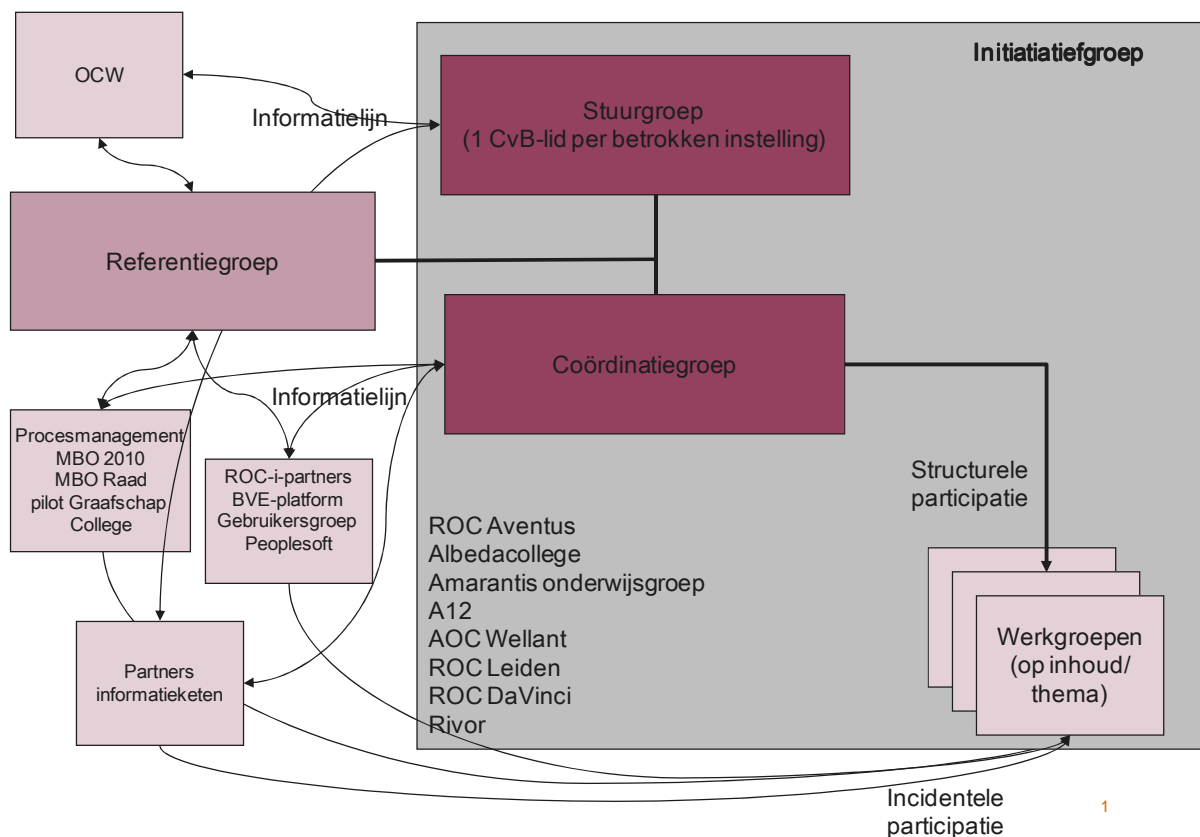 OCW
Informatielijn
Initiatiatiefgroep
Stuurgroep
(1 CvB-lid per betrokken instelling)
Referentiegroep
Coördinatiegroep
Informatielijn
Procesmanagement
MBO 2010
MBO Raad
pilot Graafschap
College
ROC-i-partners
BVE-platform
Gebruikersgroep
Peoplesoft
Structurele
participatie
ROC Aventus
Albedacollege
Amarantis onderwijsgroep
A12
AOC Wellant
ROC Leiden
ROC DaVinci
Rivor
Partners
informatieketen
Werkgroepen
(op inhoud/
thema)
Incidentele
participatie
1